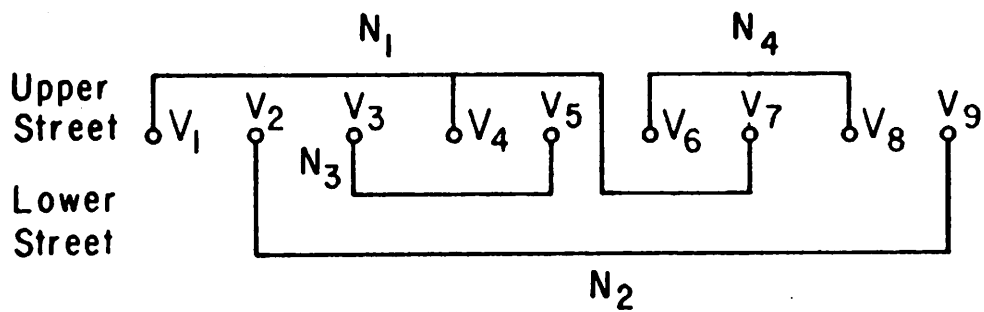 N1 N4
Upper Street
V1 V2 V3 V4 V5 V6 V7 V8 V9
N3
Lower Street
N2